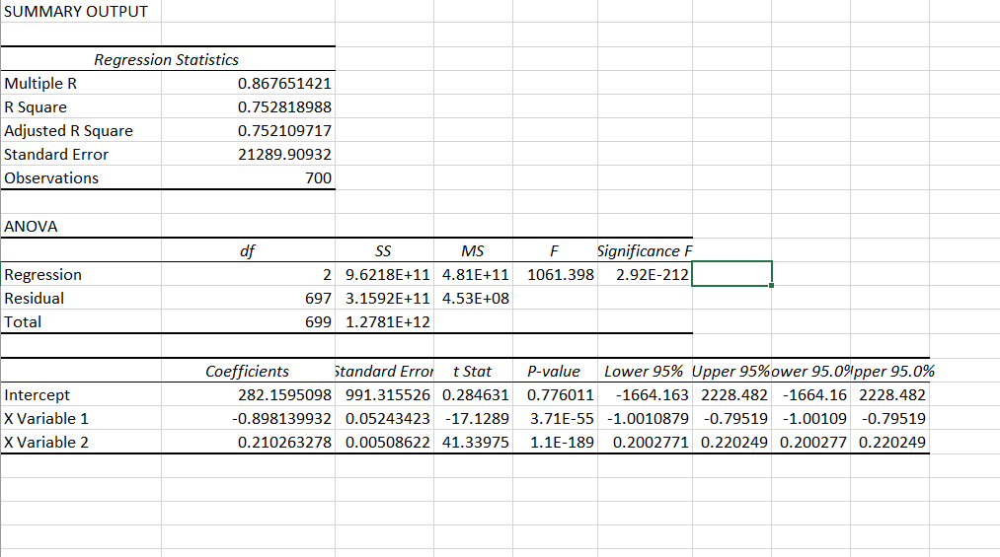 SUMMARY OUTPUT
Regression Statistics
Multiple R 0.867651421
R Square 0.752818988
Adjusted R Square 0.752109717
Standard Error 21289.90932
Observations 700
ANOVA
df SS MS F Significance F
Regression 2 9.6218E+11 4.81E+11 1061.398 2.92E-212
Residual 697 3.1592E+11 4.53E+08
Total 699 1.2781E+12
Coefficients Standard Error t Stat P-value Lower 95% Upper 95% ower 95.0% pper 95.0%
Intercept 282.1595098 991.315526 0.284631 0.776011 -1664.163 2228.482 -1664.16 2228.482
X Variable 1 -0.898139932 0.05243423 -17.1289 3.71E-55 -1.0010879 -0.79519 -1.00109 -0.79519
X Variable 2 0.210263278 0.00508622 41.33975 1.1E-189 0.2002771 0.220249 0.200277 0.220249